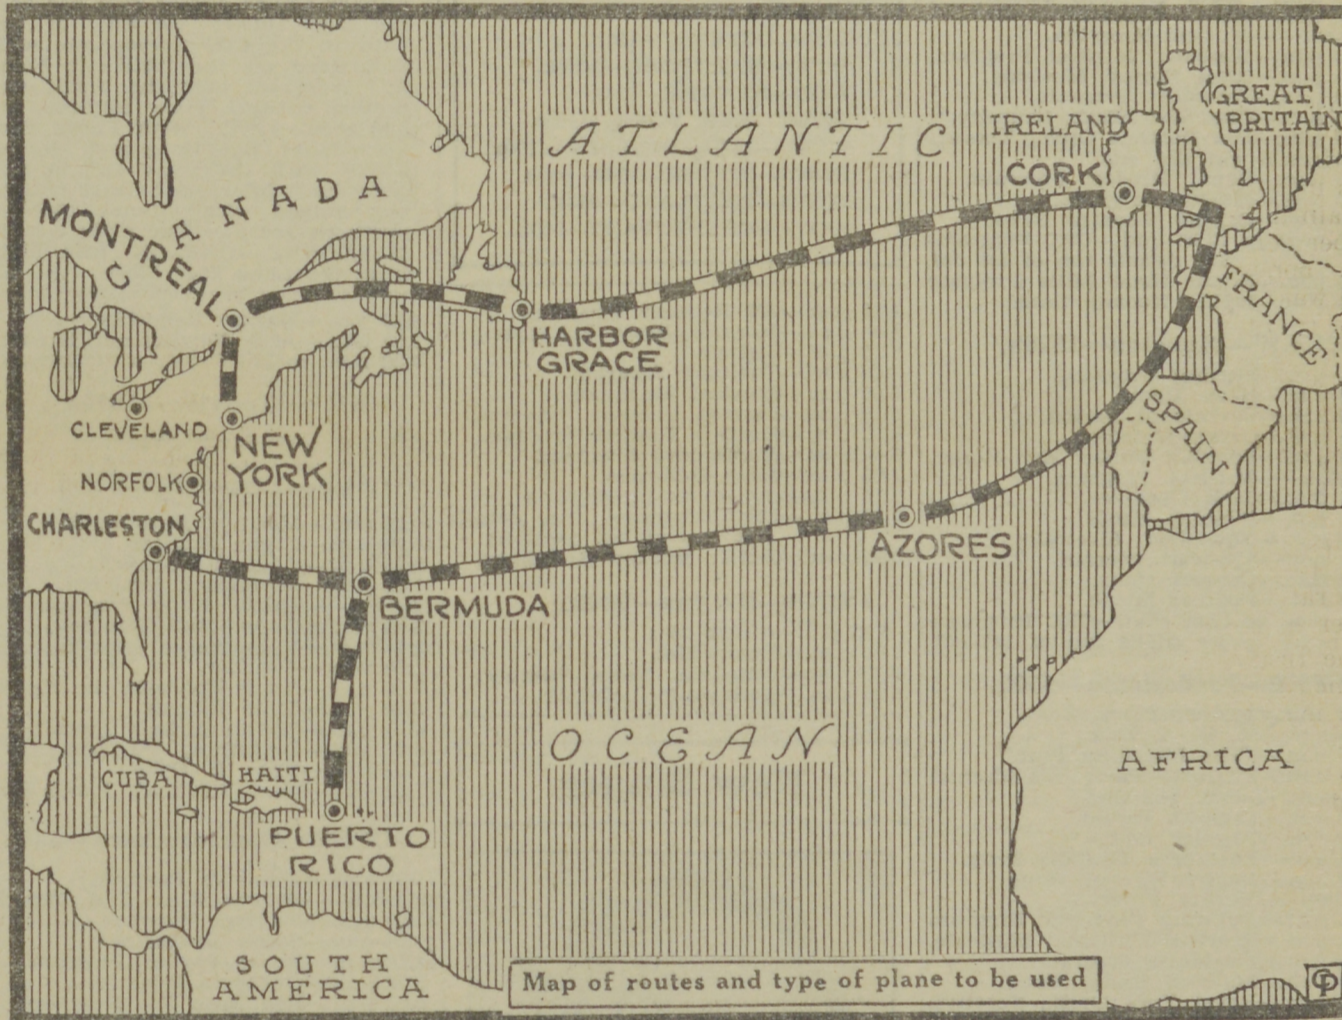 ATLANTIC
IRELAND
GREAT
BRITAIN
CORK
CANADA
MONTREAL
HARBOR
GRACE
FRANCE
SPAIN
CLEVELAND
NEW
YORK
NORFOLK
CHARLESTON
BERMUDA
AZORES
OCEAN
AFRICA
CUBA
HAITI
PUERTO
RICO
SOUTH
AMERICA
Map of routes and type of plane to be used
CP